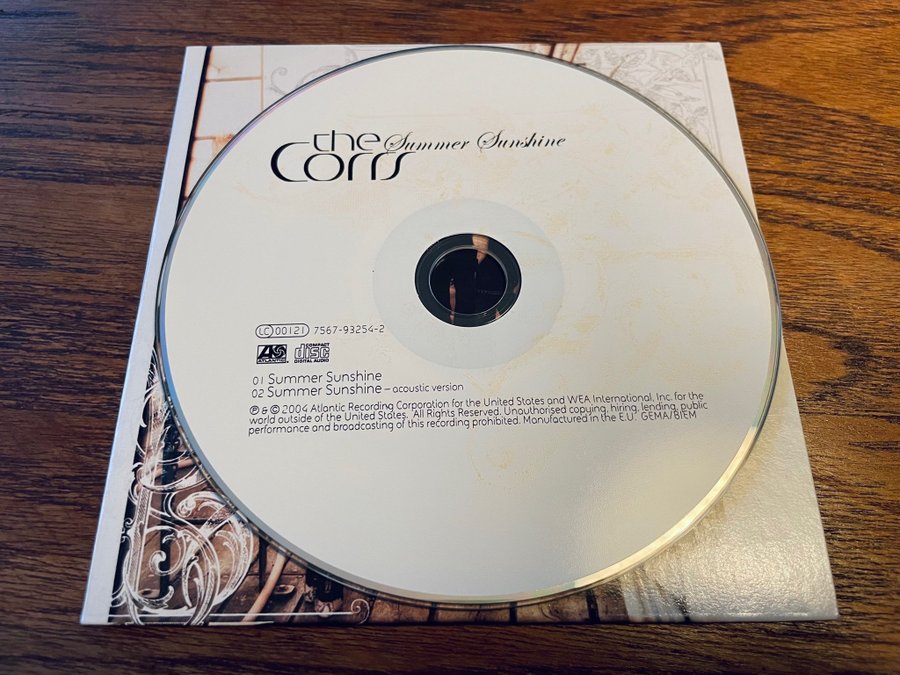 the Corrs Summer Sunshine
LC 00121 7567-93254-2
ATLANTIC COMPACT disc DIGITAL AUDIO
01 Summer Sunshine
02 Summer Sunshine – acoustic version
℗ & © 2004 Atlantic Recording Corporation for the United States and WEA International, Inc. for the
world outside of the United States. All Rights Reserved. Unauthorised copying, hiring, lending, public
performance and broadcasting of this recording prohibited. Manufactured in the E.U. GEMA/BIEM